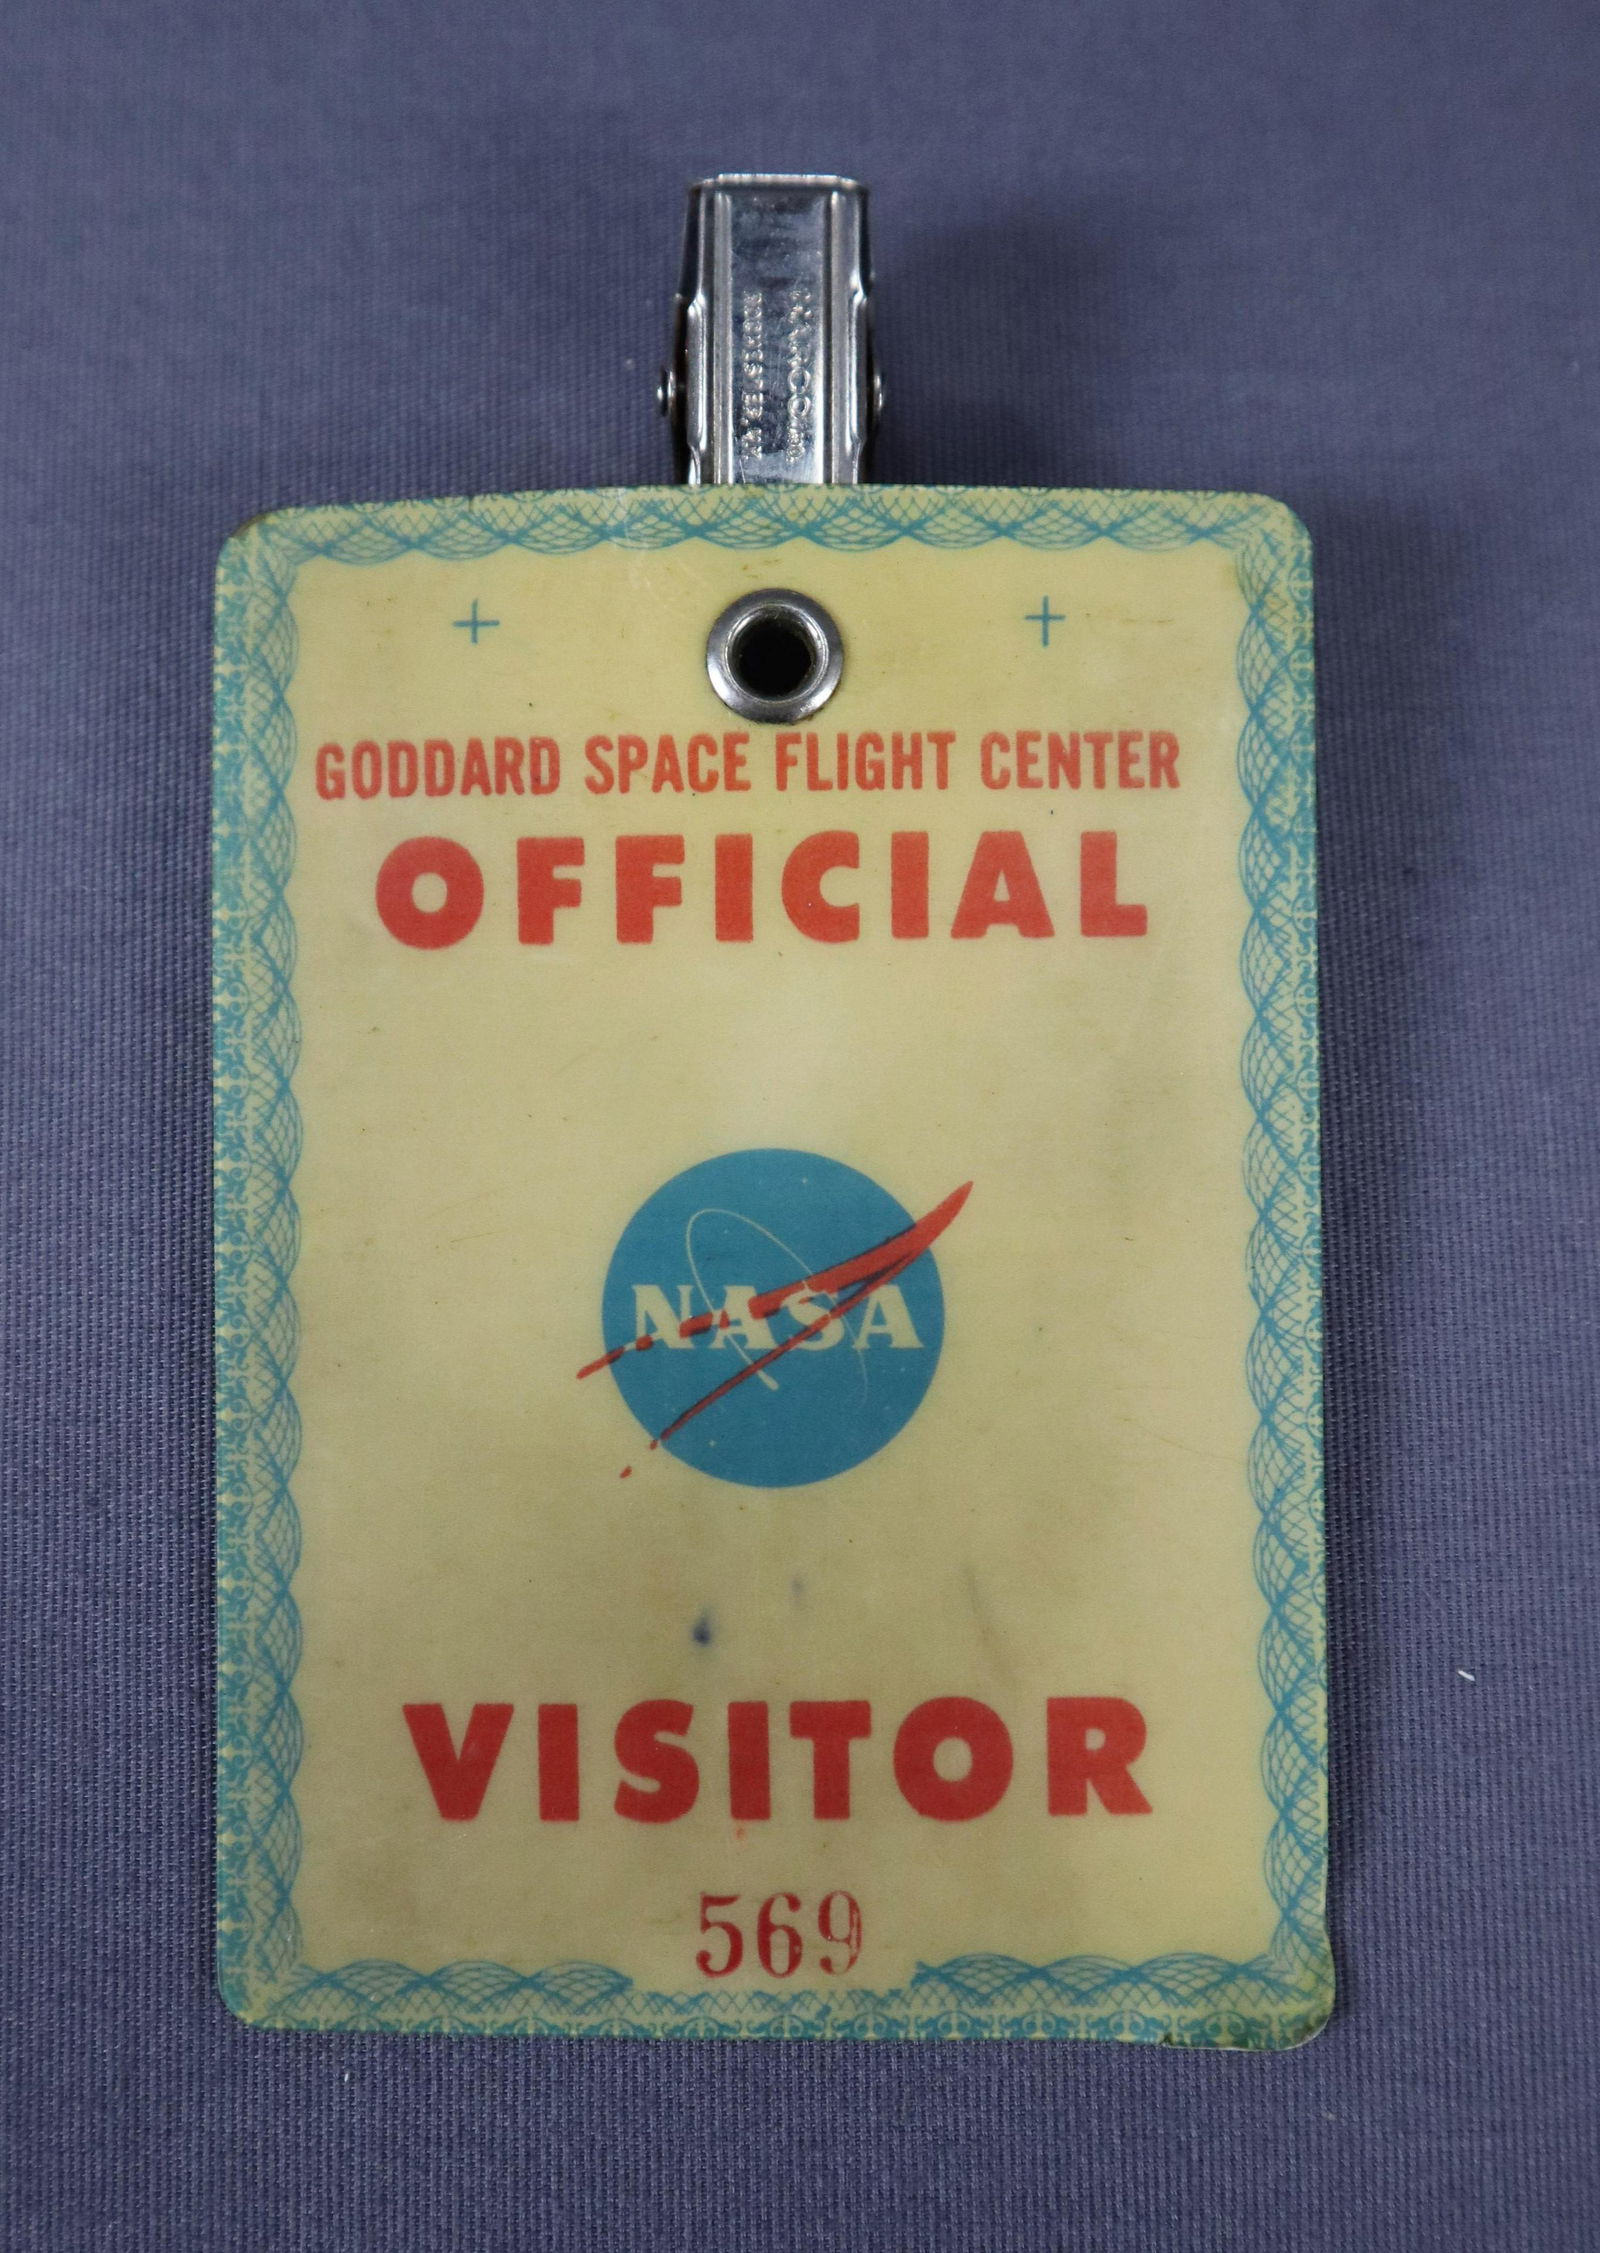 GODDARD SPACE FLIGHT CENTER
OFFICIAL
NASA
VISITOR
569